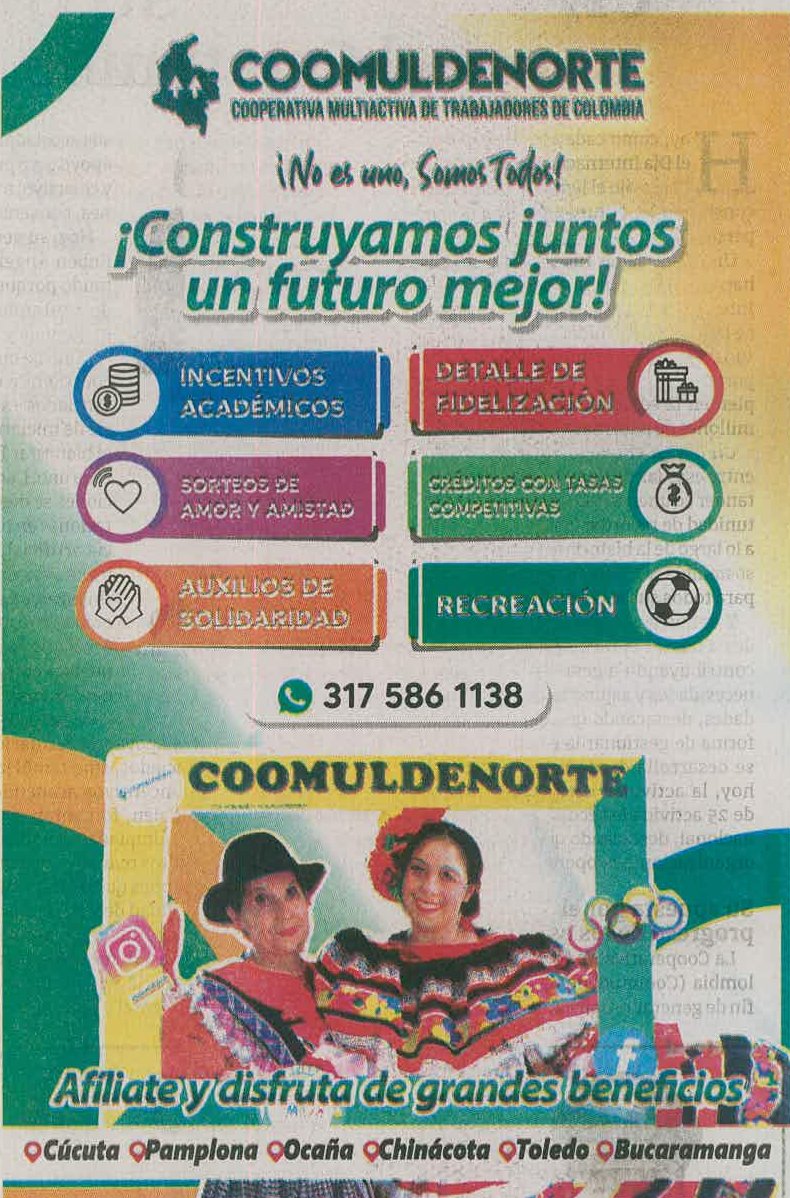 COOMULDENORTE
COOPERATIVA MULTIACTIVA DE TRABAJADORES DE COLOMBIA
¡No es uno, Somos Todos!
¡Construyamos juntos
un futuro mejor!
INCENTIVOS
ACADÉMICOS
DETALLE DE
FIDELIZACIÓN
SORTEOS DE
AMOR Y AMISTAD
CRÉDITOS CON TASAS
COMPETITIVAS
AUXILIOS DE
SOLIDARIDAD
RECREACIÓN
317 586 1138
COOMULDENORTE
Afíliate y disfruta de grandes beneficios
Cúcuta Pamplona Ocaña Chinácota Toledo Bucaramanga